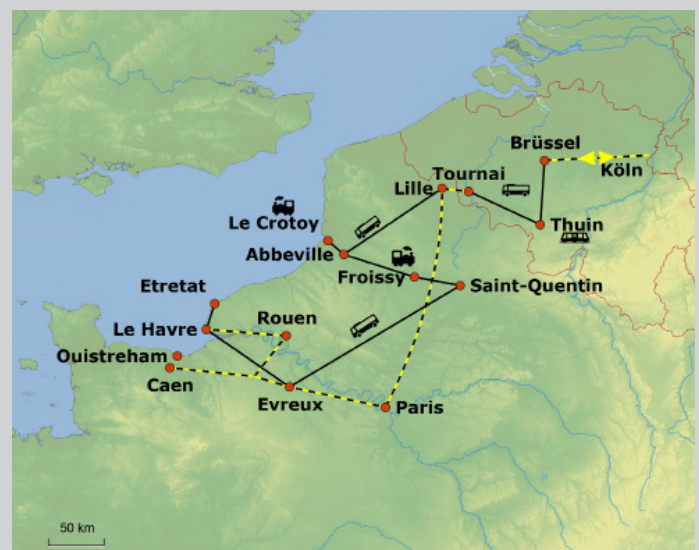 Brüssel
Köln
Tournai
Lille
Thuin
Le Crotoy
Abbeville
Froissy
Saint-Quentin
Etretat
Le Havre
Rouen
Ouistreham
Caen
Evreux
Paris
50 km